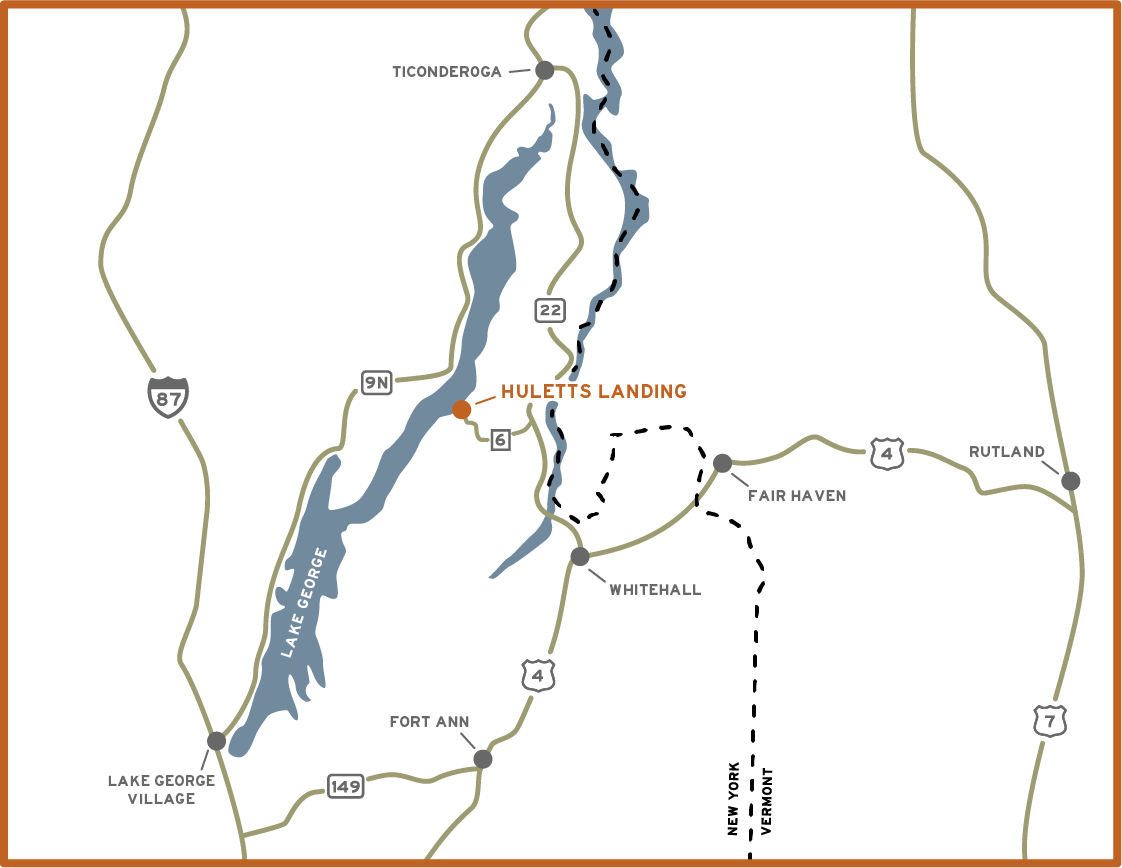 TICONDEROGA
22
9N
HULETTS LANDING
87
6
4
RUTLAND
FAIR HAVEN
WHITEHALL
LAKE GEORGE
4
FORT ANN
7
LAKE GEORGE
VILLAGE
149
NEW YORK
VERMONT